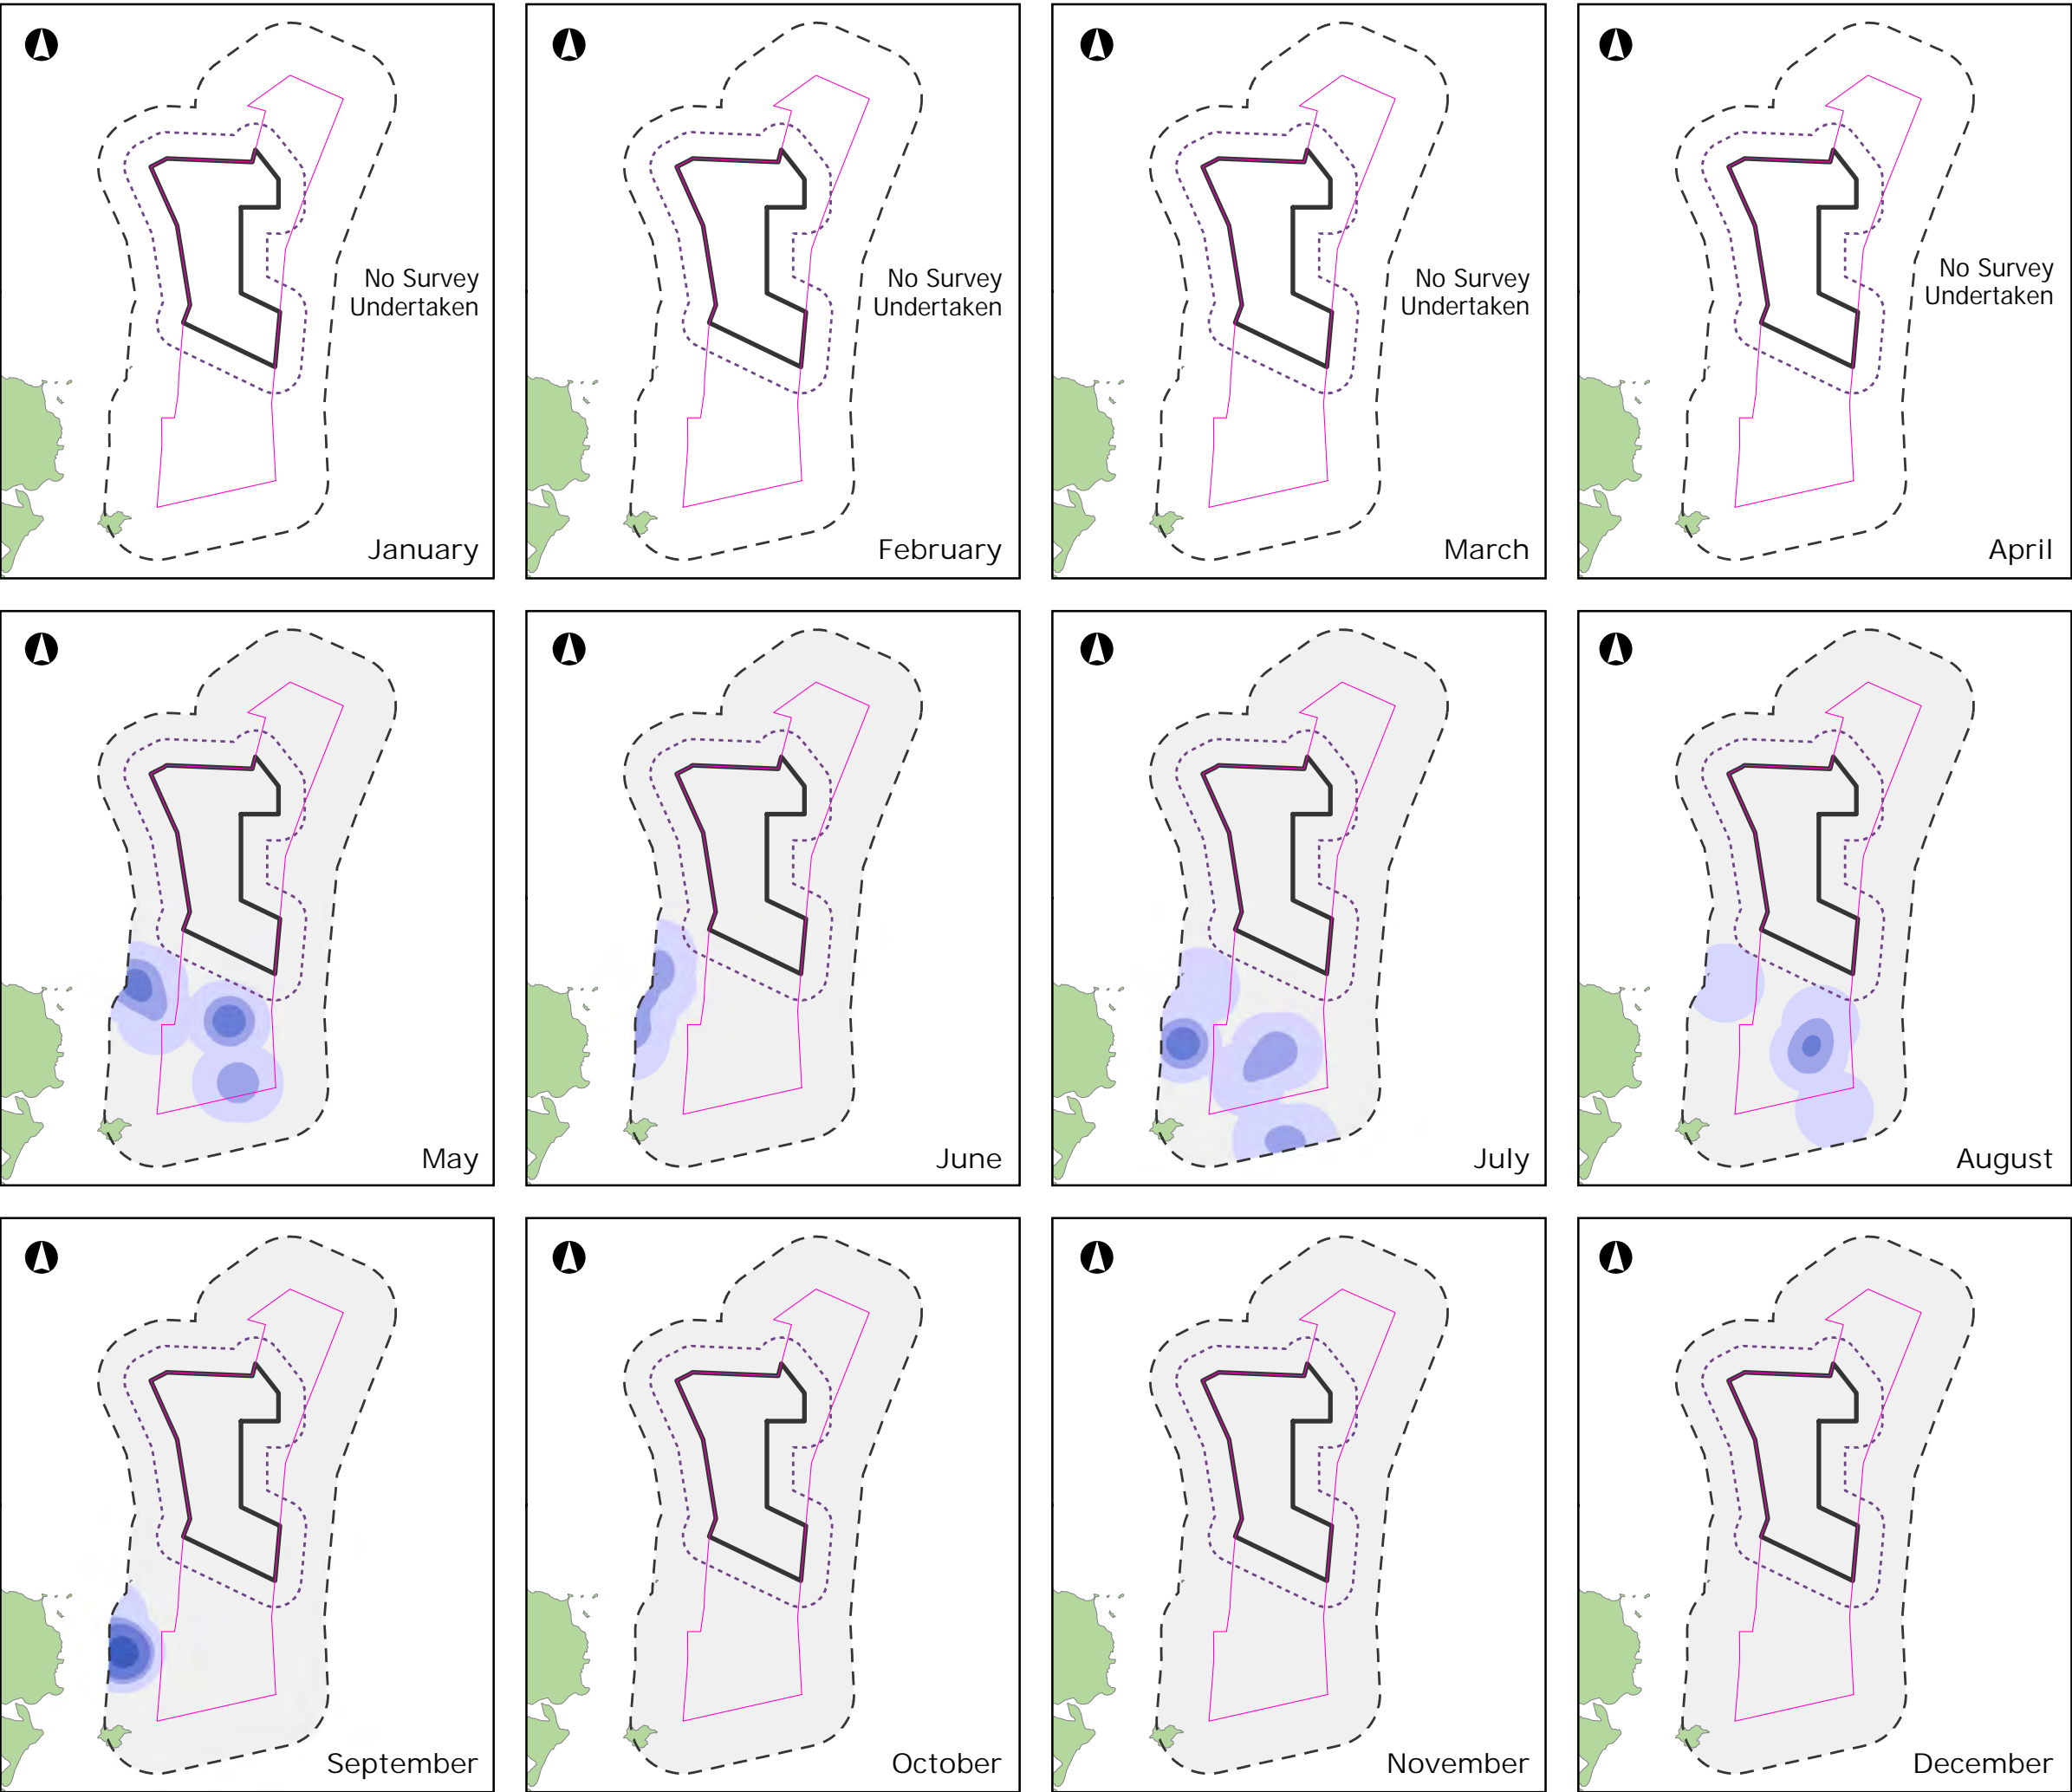 No Survey
Undertaken
January
No Survey
Undertaken
February
No Survey
Undertaken
March
No Survey
Undertaken
April
May
June
July
August
September
October
November
December